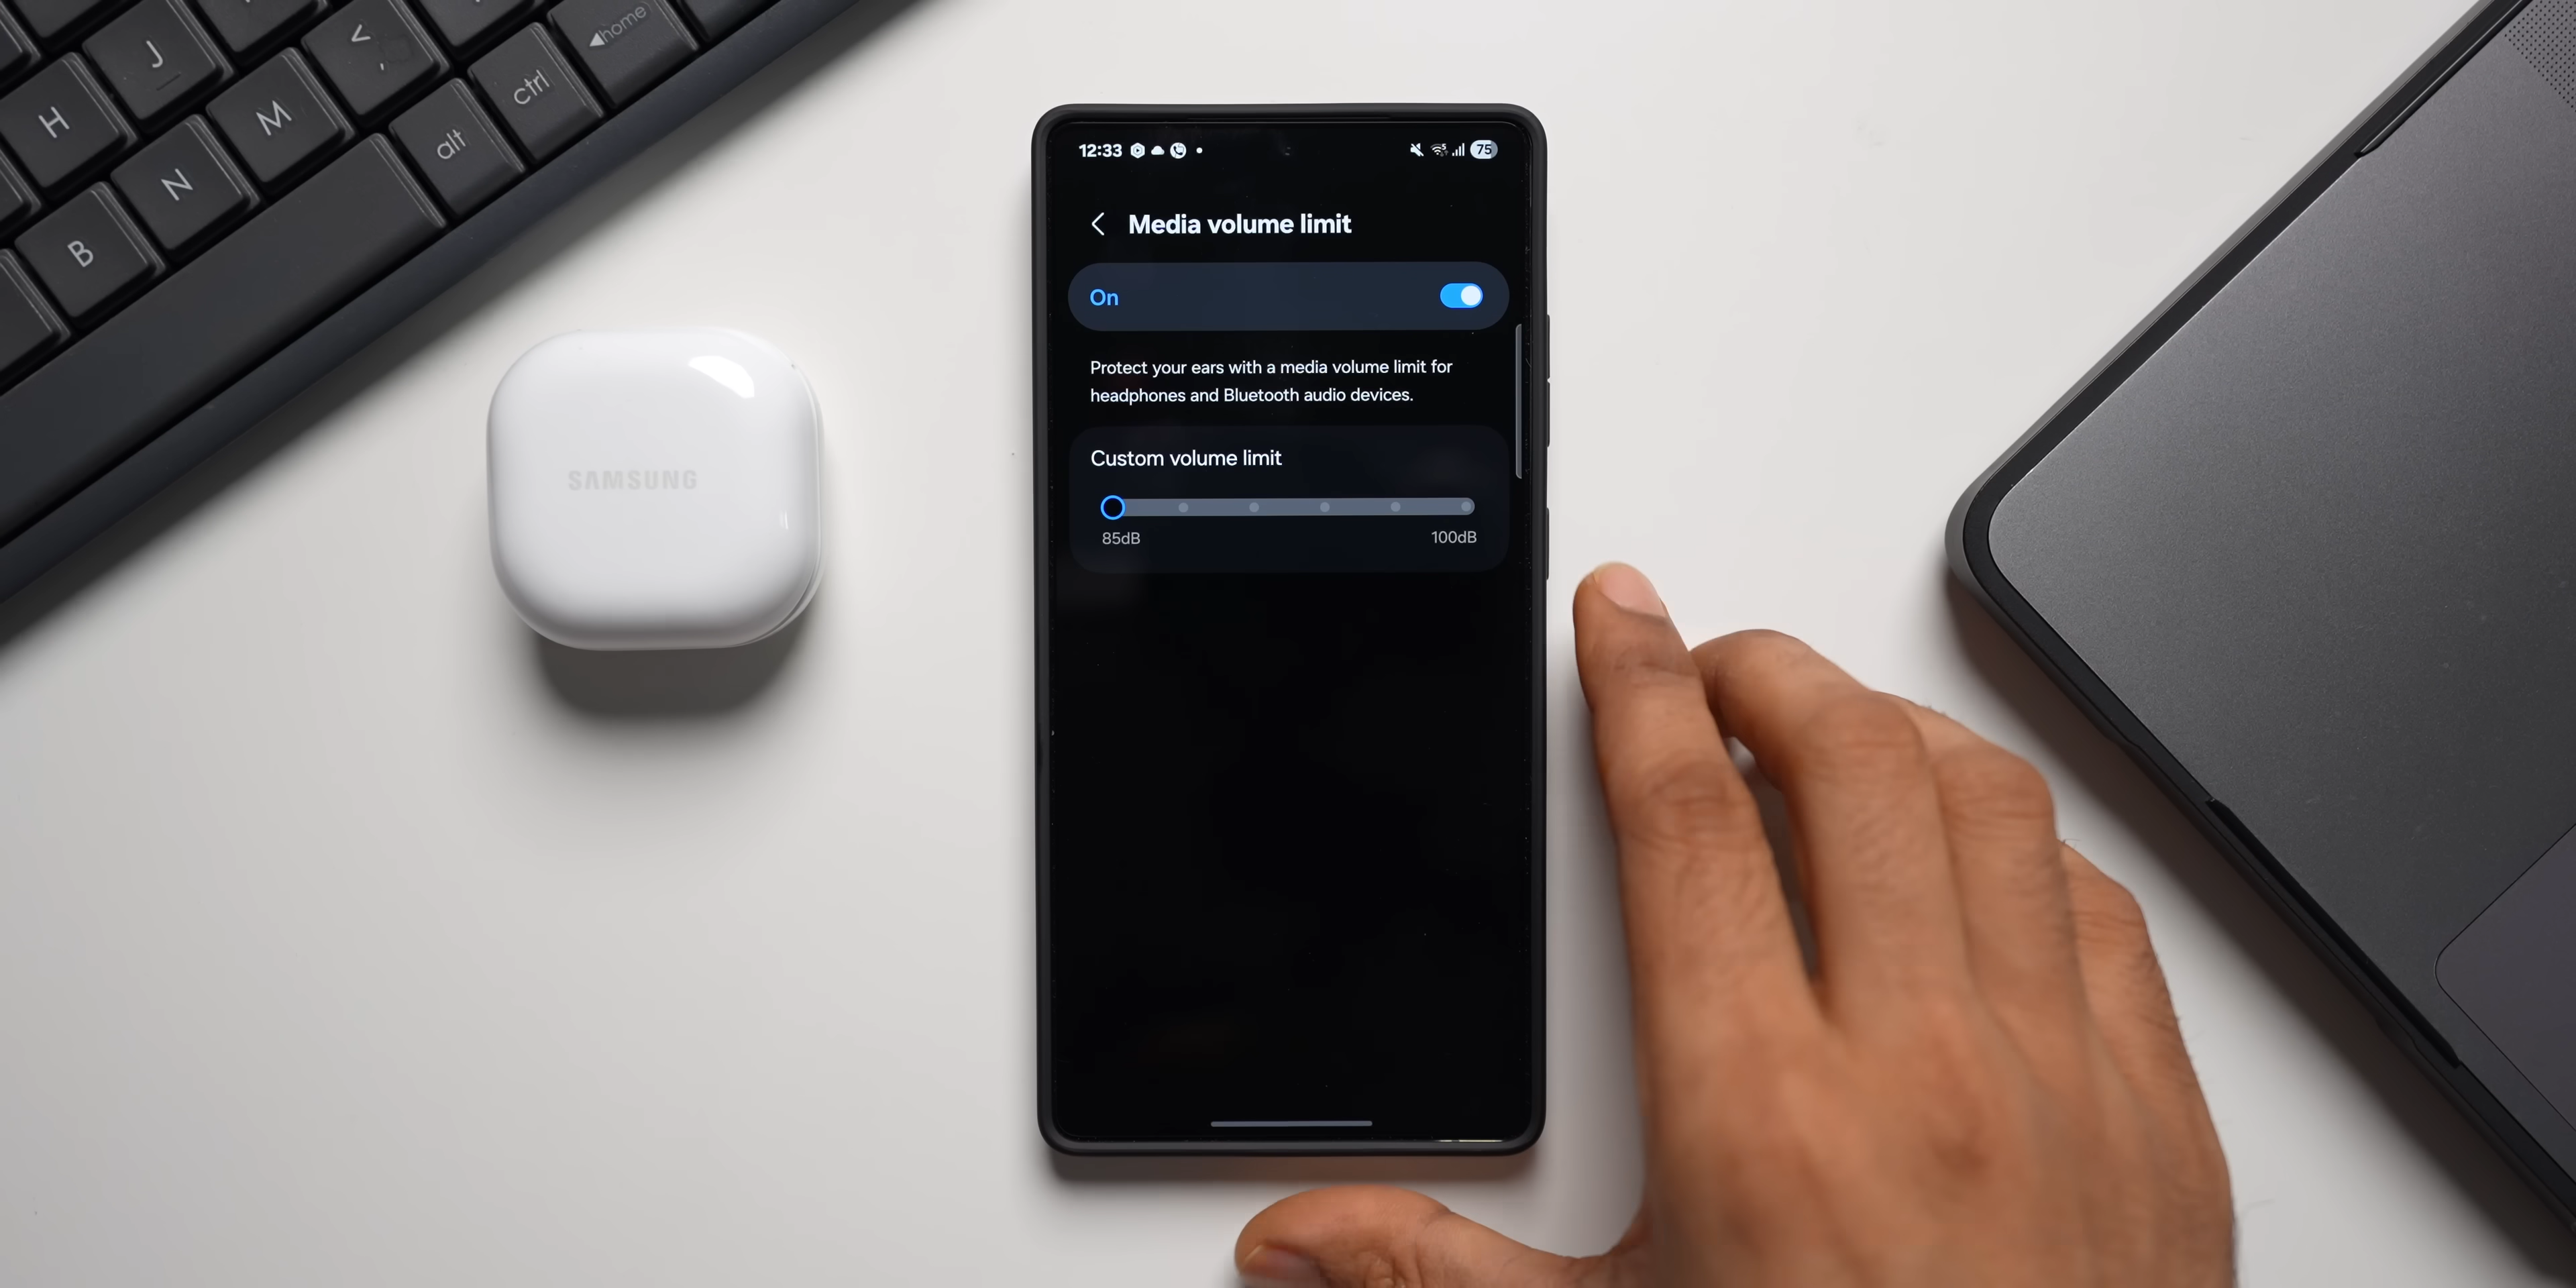 home
J
<
,
ctrl
H
M
alt
N
B
SAMSUNG
12:33
75
Media volume limit
On
Protect your ears with a media volume limit for
headphones and Bluetooth audio devices.
Custom volume limit
85dB 100dB